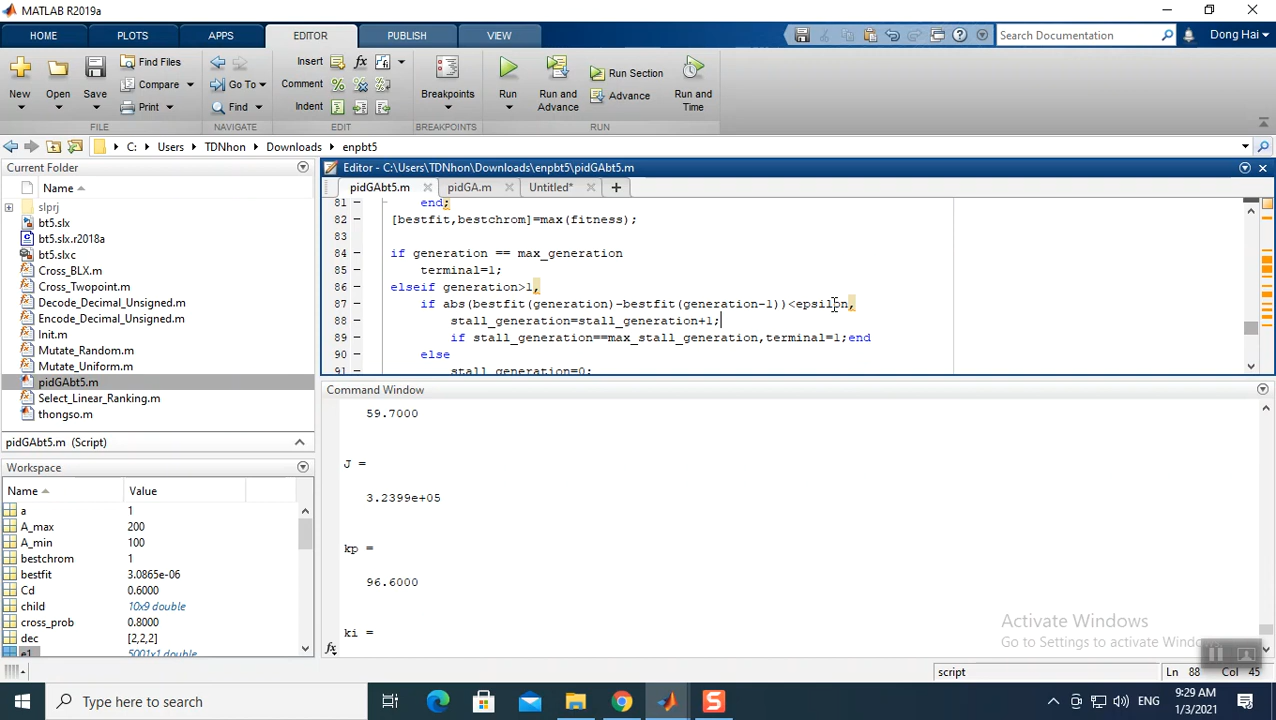 MATLAB R2019a
HOME PLOTS APPS EDITOR PUBLISH VIEW
Search Documentation
Dong Hai
New Open Save
Find Files
Compare
Print
FILE
Go To
Find
NAVIGATE
Insert
Comment
Indent
EDIT
Breakpoints
BREAKPOINTS
Run
Run and Advance
Run Section
Advance
Run and Time
RUN
C: Users TDNhon Downloads enpbt5
Current Folder
Name
slprj
bt5.slx
bt5.slx.r2018a
bt5.slxc
Cross_BLX.m
Cross_Twopoint.m
Decode_Decimal_Unsigned.m
Encode_Decimal_Unsigned.m
Init.m
Mutate_Random.m
Mutate_Uniform.m
pidGAbt5.m
Select_Linear_Ranking.m
thongso.m
pidGAbt5.m (Script)
Workspace
Name Value
a 1
A_max 200
A_min 100
bestchrom 1
bestfit 3.0865e-06
Cd 0.6000
child 10x9 double
cross_prob 0.8000
dec [2,2,2]
e1 5001x1 double
Editor - C:\Users\TDNhon\Downloads\enpbt5\pidGAbt5.m
pidGAbt5.m pidGA.m Untitled*
81 end;
82 [bestfit,bestchrom]=max(fitness);
83
84 if generation == max_generation
85 terminal=1;
86 elseif generation>1,
87 if abs(bestfit(generation)-bestfit(generation-1))<epsilon,
88 stall_generation=stall_generation+1;
89 if stall_generation==max_stall_generation,terminal=1;end
90 else
91 stall_generation=0;
Command Window
59.7000
J =
3.2399e+05
kp =
96.6000
ki =
fx
Activate Windows
Go to Settings to activate Windows.
script
Ln 88 Col 45
Type here to search
ENG
9:29 AM
1/3/2021